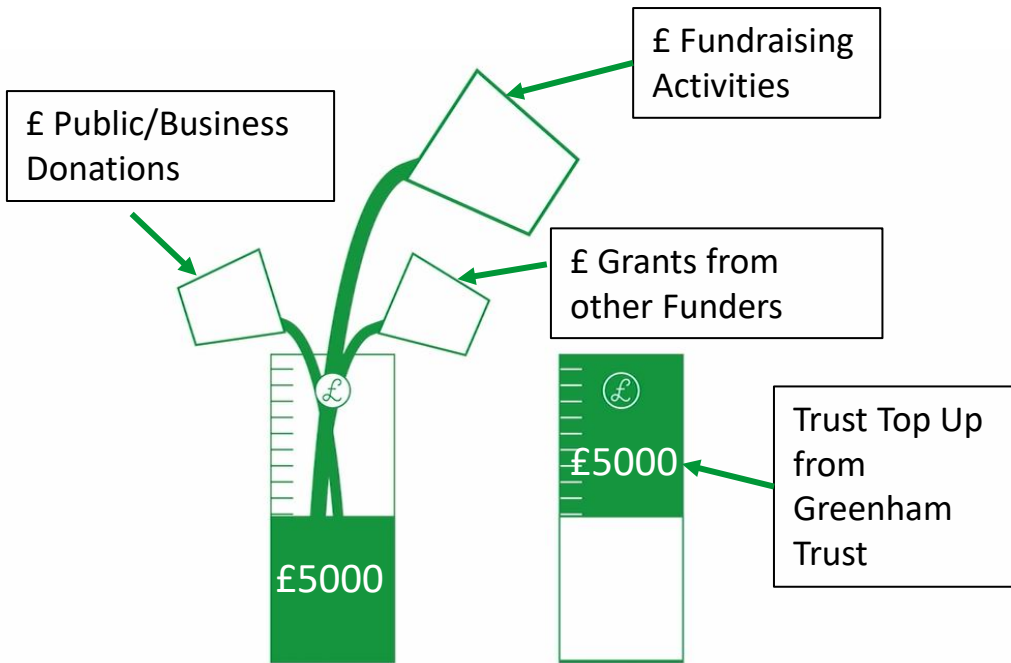 £ Fundraising
Activities
£ Public/Business
Donations
£ Grants from
other Funders
£
£
£5000
Trust Top Up
from
Greenham
Trust
£5000